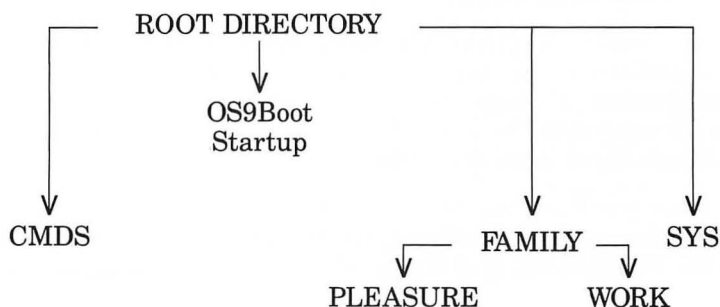 ROOT DIRECTORY
OS9Boot
Startup
CMDS
FAMILY
SYS
PLEASURE
WORK